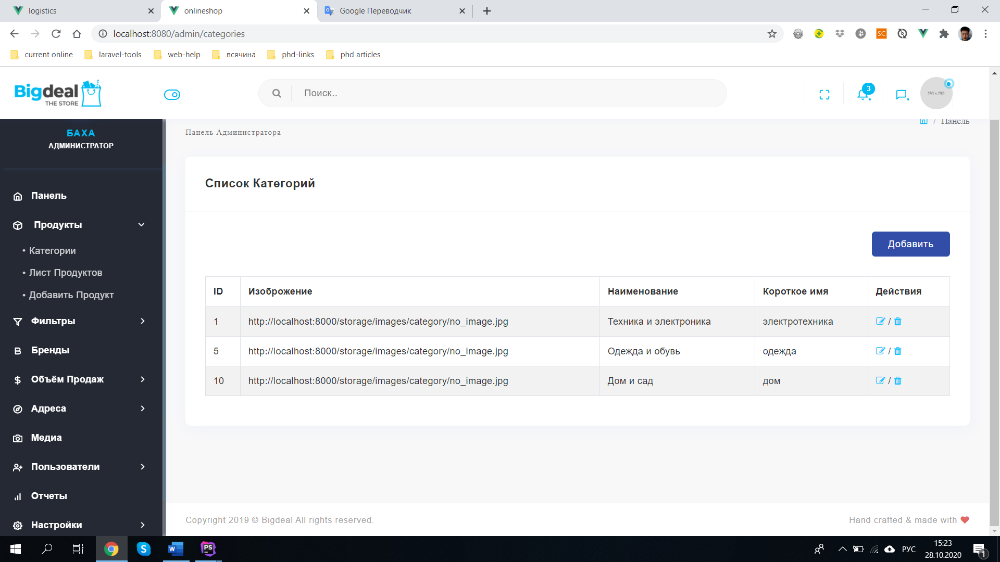 logistics
onlineshop
Google Переводчик
localhost:8080/admin/categories
SC
current online
laravel-tools
web-help
всячина
phd-links
phd articles
Bigdeal
THE STORE
Поиск..
3
250 x 250
БАХА
АДМИНИСТРАТОР
Панель
Продукты
• Категории
• Лист Продуктов
• Добавить Продукт
Фильтры
Бренды
Объём Продаж
Адреса
Медиа
Пользователи
Отчеты
Настройки
Панель Администратора
/ Панель
Список Категорий
Добавить
ID Изоброжение Наименование Короткое имя Действия
1 http://localhost:8000/storage/images/category/no_image.jpg Техника и электроника электротехника /
5 http://localhost:8000/storage/images/category/no_image.jpg Одежда и обувь одежда /
10 http://localhost:8000/storage/images/category/no_image.jpg Дом и сад дом /
Copyright 2019 © Bigdeal All rights reserved.
Hand crafted & made with
PS
РУС
15:23
28.10.2020
1